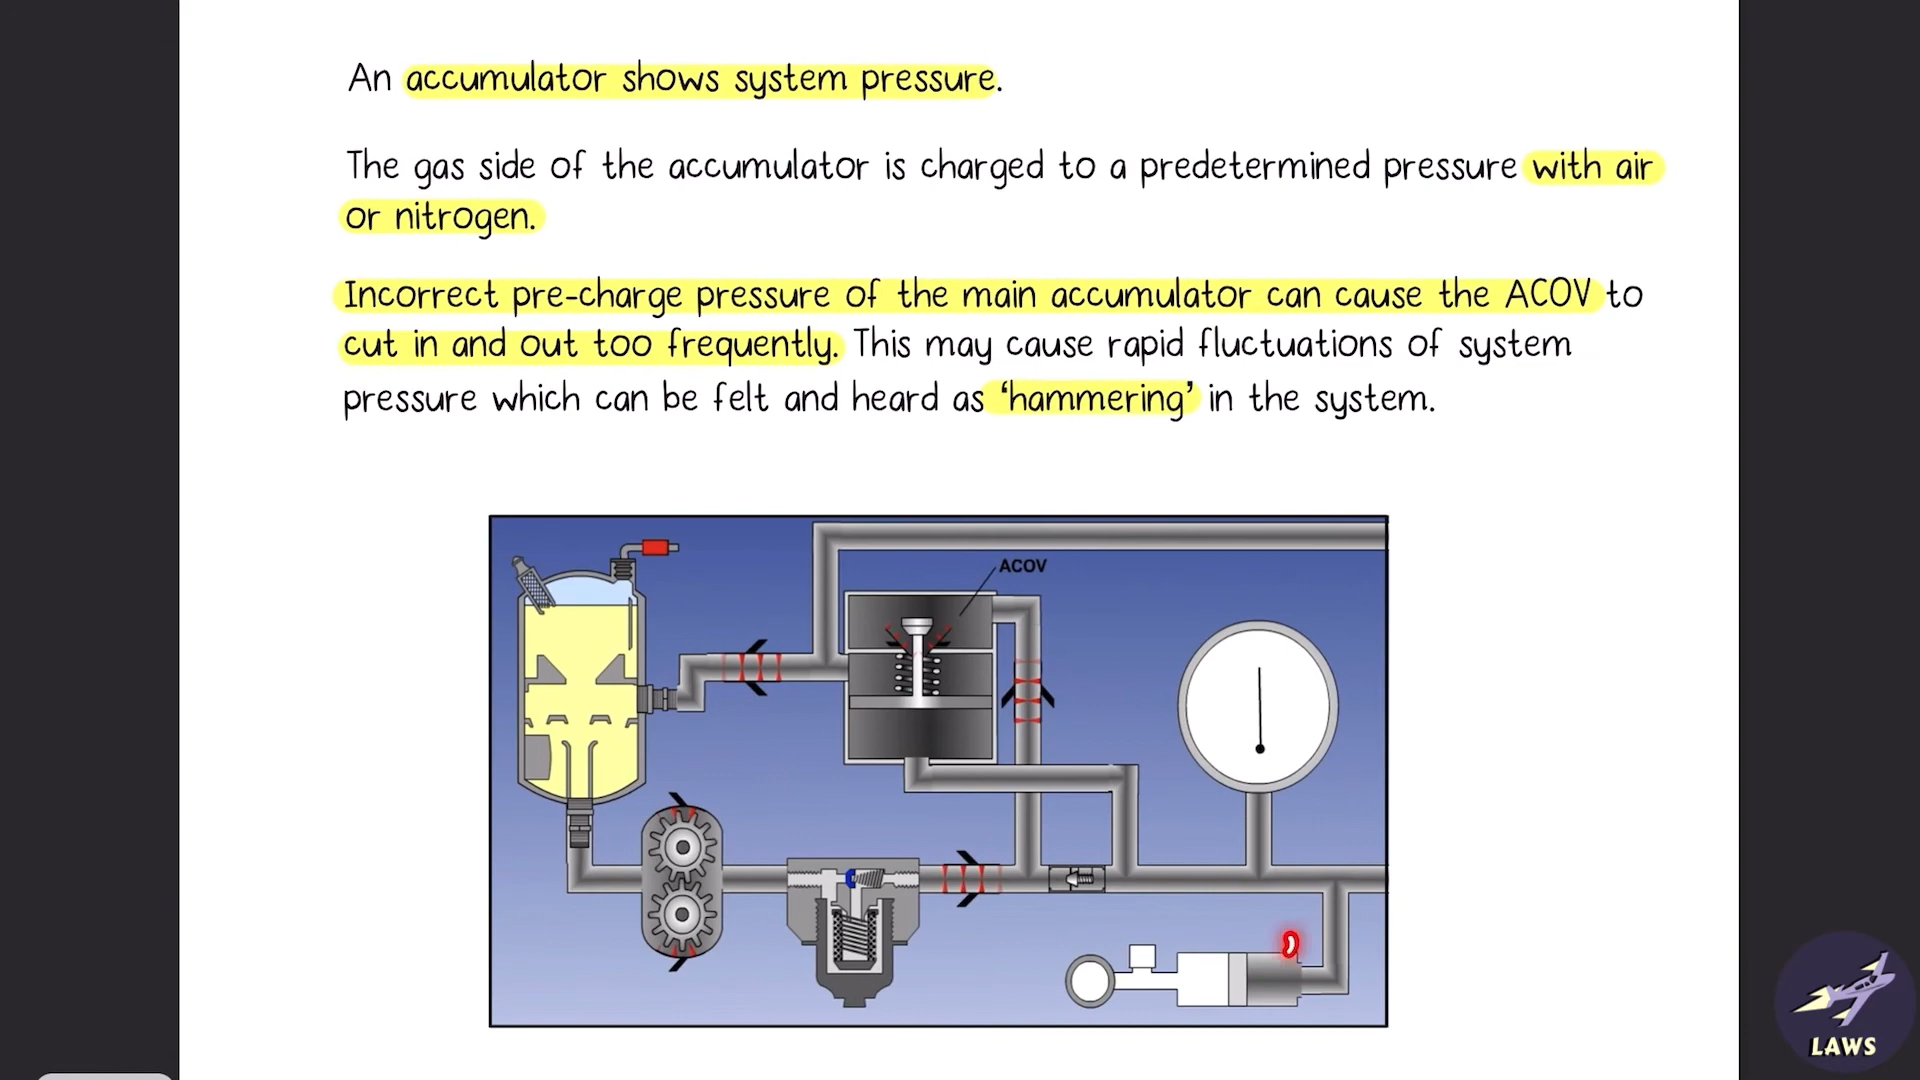 An accumulator shows system pressure.
The gas side of the accumulator is charged to a predetermined pressure with air
or nitrogen.
Incorrect pre-charge pressure of the main accumulator can cause the ACOV to
cut in and out too frequently. This may cause rapid fluctuations of system
pressure which can be felt and heard as ‘hammering’ in the system.
ACOV
LAWS